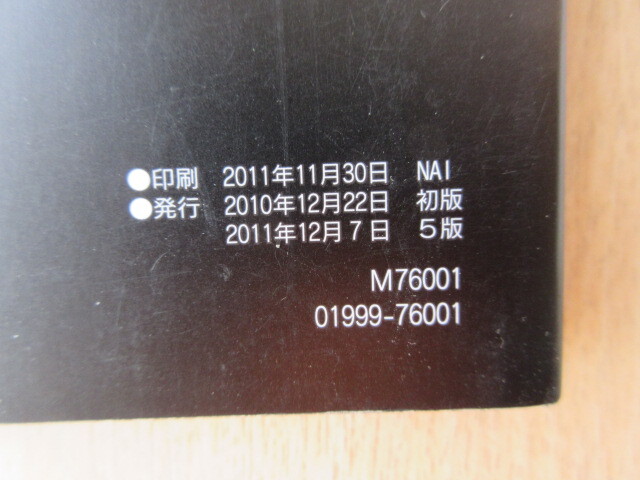 ●印刷 2011年11月30日 NAI
●発行 2010年12月22日 初版
2011年12月 7日 5版
M76001
01999-76001